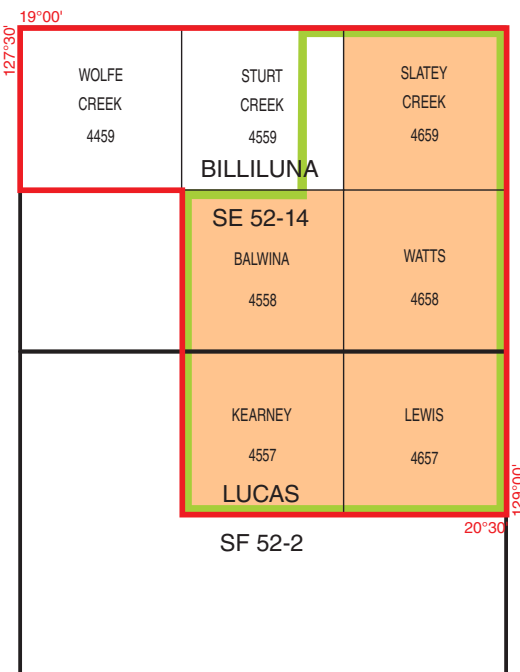 19°00'
127°30'
WOLFE
CREEK
4459
STURT
CREEK
4559
SLATEY
CREEK
4659
BILLILUNA
SE 52-14
BALWINA
4558
WATTS
4658
KEARNEY
4557
LEWIS
4657
LUCAS
129°00'
20°30'
SF 52-2